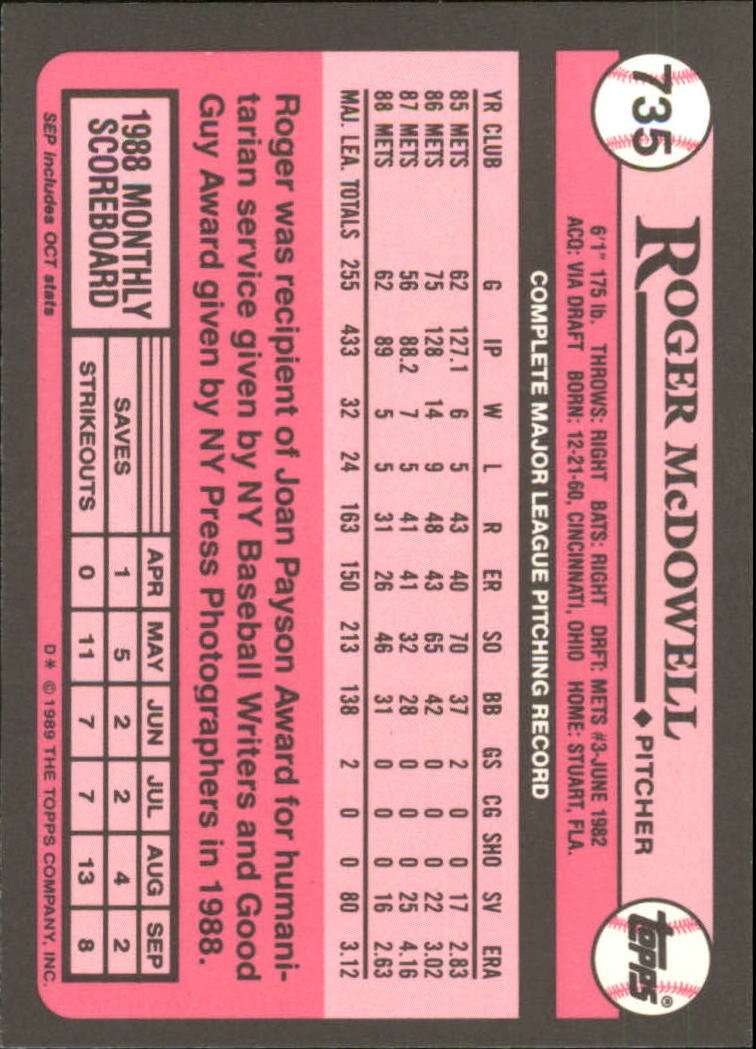 735
ROGER McDOWELL
◆ PITCHER
TOPPS®
6'1" 175 lb. THROWS: RIGHT BATS: RIGHT DRFT: METS #3-JUNE 1982
ACQ: VIA DRAFT BORN: 12-21-60, CINCINNATI, OHIO HOME: STUART, FLA.
COMPLETE MAJOR LEAGUE PITCHING RECORD
YR CLUB G IP W L R ER SO BB GS CG SHO SV ERA
85 METS 62 127.1 6 5 43 40 70 37 2 0 0 17 2.83
86 METS 75 128 14 9 48 43 65 42 0 0 0 22 3.02
87 METS 56 88.2 7 5 41 41 32 28 0 0 0 25 4.16
88 METS 62 89 5 5 31 26 46 31 0 0 0 16 2.63
MAJ. LEA. TOTALS 255 433 32 24 163 150 213 138 2 0 0 80 3.12
Roger was recipient of Joan Payson Award for humani-
tarian service given by NY Baseball Writers and Good
Guy Award given by NY Press Photographers in 1988.
1988 MONTHLY
SCOREBOARD
APR MAY JUN JUL AUG SEP
SAVES 1 5 2 2 4 2
STRIKEOUTS 0 11 7 7 13 8
SEP includes OCT stats
D* © 1989 THE TOPPS COMPANY, INC.